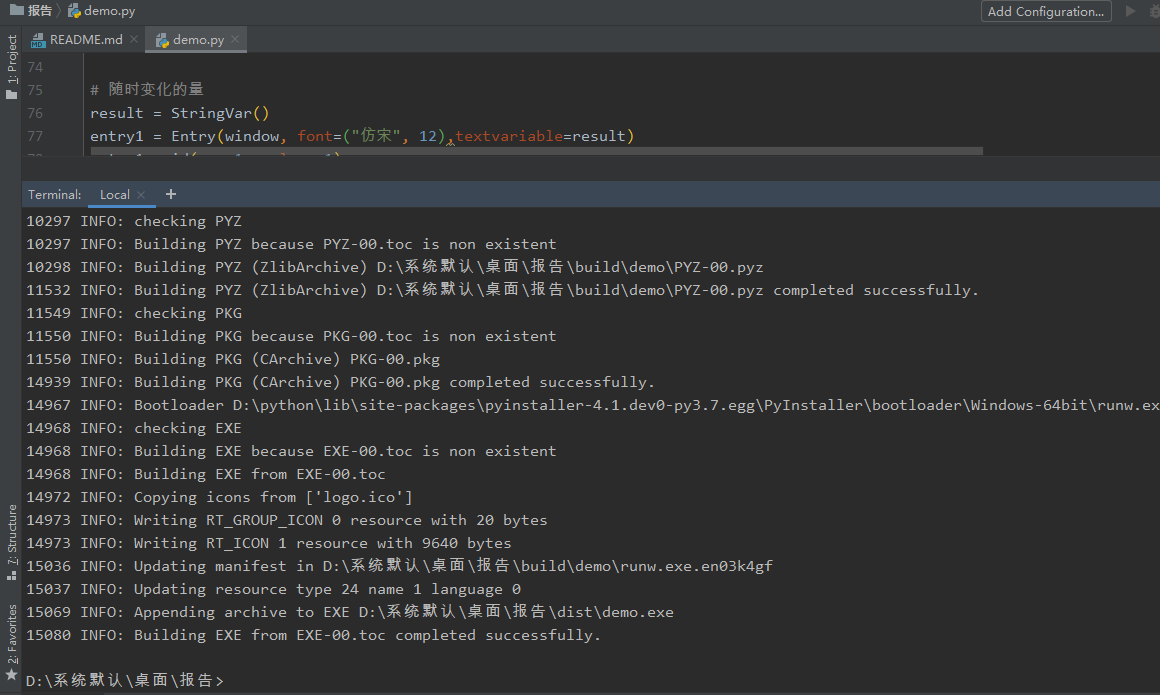 报告 demo.py Add Configuration...
README.md demo.py
1: Project
74
75 # 随时变化的量
76 result = StringVar()
77 entry1 = Entry(window, font=("仿宋", 12),textvariable=result)
Terminal: Local +
10297 INFO: checking PYZ
10297 INFO: Building PYZ because PYZ-00.toc is non existent
10298 INFO: Building PYZ (ZlibArchive) D:\系统默认\桌面\报告\build\demo\PYZ-00.pyz
11532 INFO: Building PYZ (ZlibArchive) D:\系统默认\桌面\报告\build\demo\PYZ-00.pyz completed successfully.
11549 INFO: checking PKG
11550 INFO: Building PKG because PKG-00.toc is non existent
11550 INFO: Building PKG (CArchive) PKG-00.pkg
14939 INFO: Building PKG (CArchive) PKG-00.pkg completed successfully.
14967 INFO: Bootloader D:\python\lib\site-packages\pyinstaller-4.1.dev0-py3.7.egg\PyInstaller\bootloader\Windows-64bit\runw.ex
14968 INFO: checking EXE
14968 INFO: Building EXE because EXE-00.toc is non existent
14968 INFO: Building EXE from EXE-00.toc
14972 INFO: Copying icons from ['logo.ico']
14973 INFO: Writing RT_GROUP_ICON 0 resource with 20 bytes
14973 INFO: Writing RT_ICON 1 resource with 9640 bytes
15036 INFO: Updating manifest in D:\系统默认\桌面\报告\build\demo\runw.exe.en03k4gf
15037 INFO: Updating resource type 24 name 1 language 0
15069 INFO: Appending archive to EXE D:\系统默认\桌面\报告\dist\demo.exe
15080 INFO: Building EXE from EXE-00.toc completed successfully.
7: Structure
2: Favorites
D:\系统默认\桌面\报告>